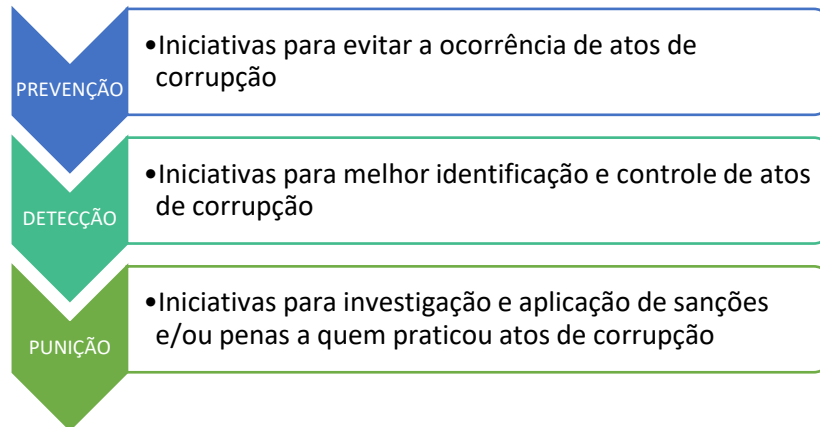 PREVENÇÃO
•Iniciativas para evitar a ocorrência de atos de
corrupção
DETECÇÃO
•Iniciativas para melhor identificação e controle de atos
de corrupção
PUNIÇÃO
•Iniciativas para investigação e aplicação de sanções
e/ou penas a quem praticou atos de corrupção